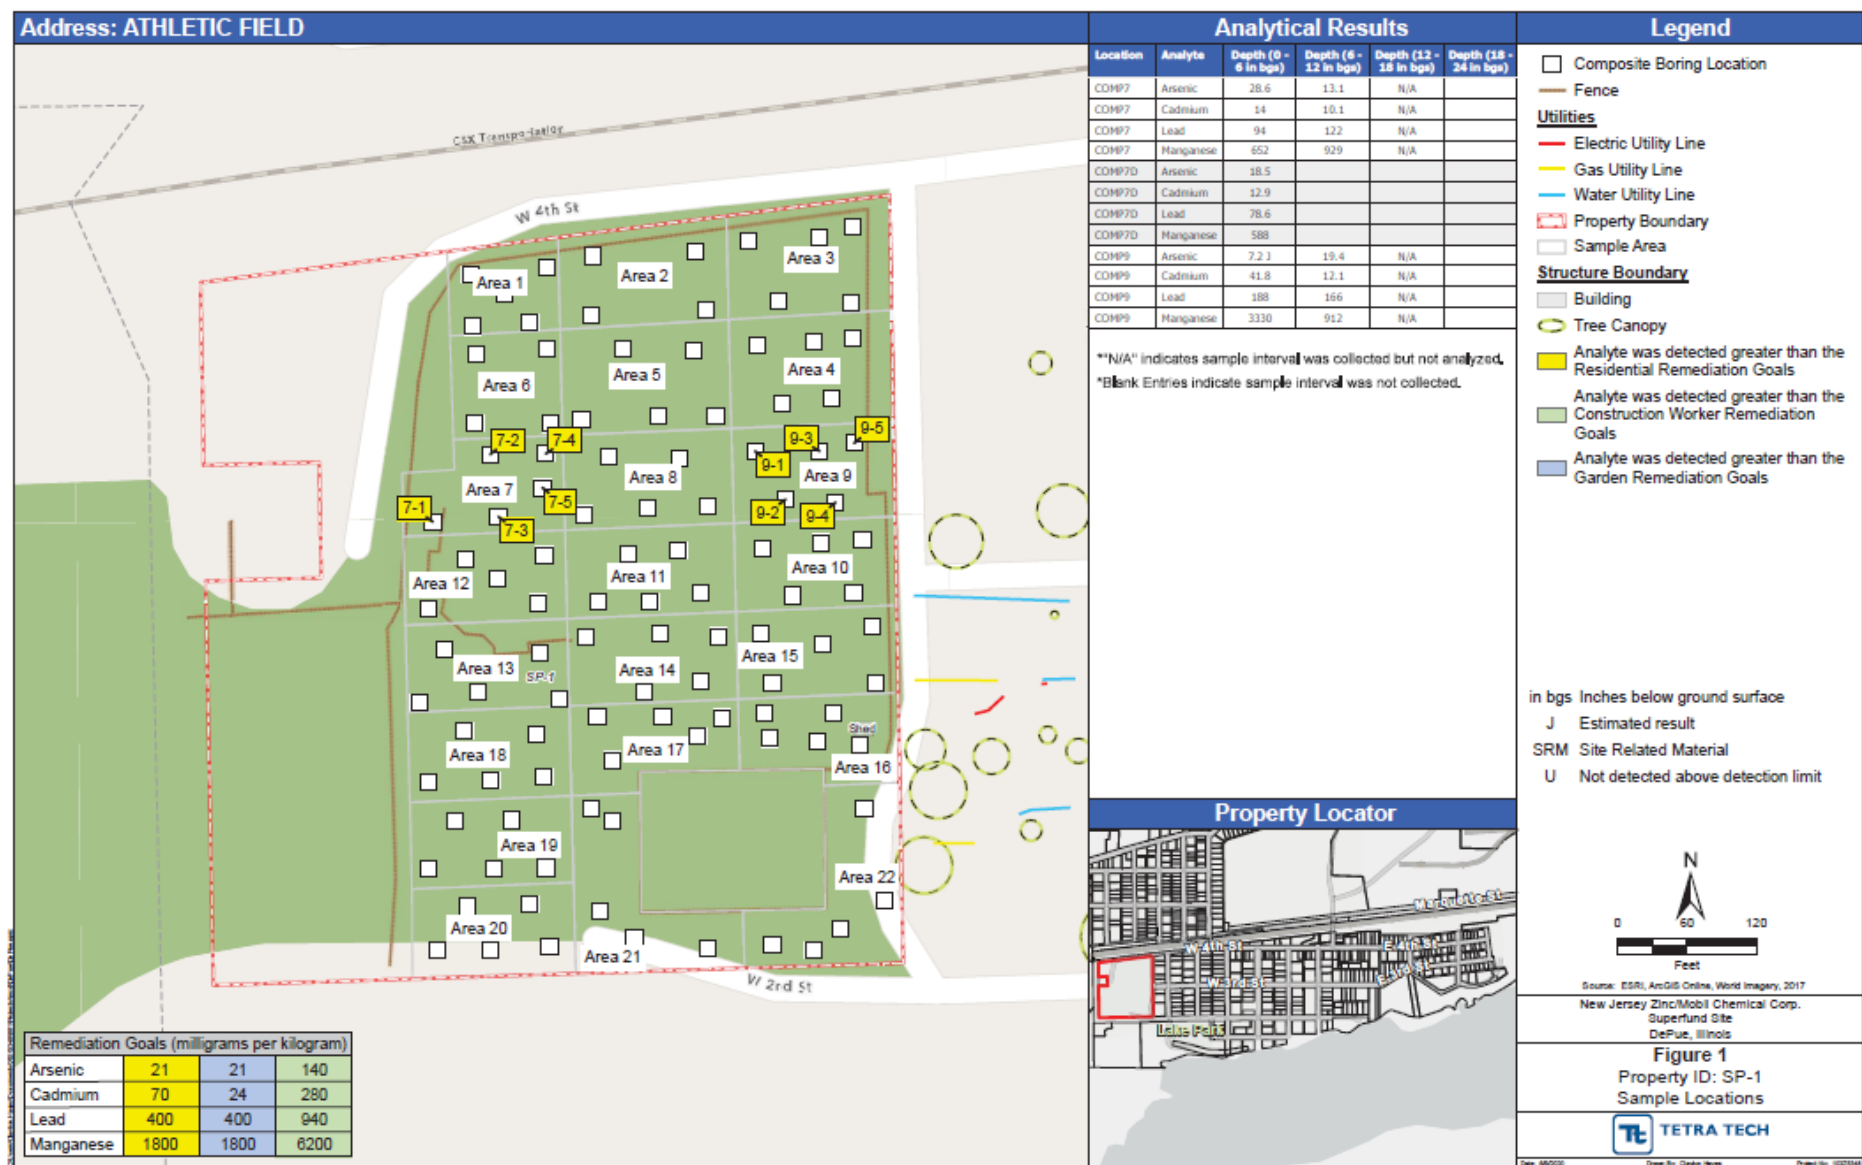 Address: ATHLETIC FIELD
CSX Transportation
W 4th St
Area 1
Area 2
Area 3
Area 6
Area 5
Area 4
7-2
7-4
9-3
9-5
9-1
Area 7
Area 8
Area 9
7-1
7-5
7-3
9-2
9-4
Area 12
Area 11
Area 10
Area 13
SP-1
Area 14
Area 15
Area 18
Area 17
Shed
Area 16
Area 19
Area 22
Area 20
Area 21
W 2nd St
Remediation Goals (milligrams per kilogram)
Arsenic 21 21 140
Cadmium 70 24 280
Lead 400 400 940
Manganese 1800 1800 6200
Analytical Results
Location Analyte Depth (0 - 6 in bgs) Depth (6 - 12 in bgs) Depth (12 - 18 in bgs) Depth (18 - 24 in bgs)
COMP7 Arsenic 28.6 13.1 N/A
COMP7 Cadmium 14 10.1 N/A
COMP7 Lead 94 122 N/A
COMP7 Manganese 652 929 N/A
COMP7D Arsenic 18.5
COMP7D Cadmium 12.9
COMP7D Lead 78.6
COMP7D Manganese 588
COMP9 Arsenic 7.2 J 19.4 N/A
COMP9 Cadmium 41.8 12.1 N/A
COMP9 Lead 188 166 N/A
COMP9 Manganese 3330 912 N/A
*"N/A" indicates sample interval was collected but not analyzed.
*Blank Entries indicate sample interval was not collected.
Property Locator
Marquette St
W 4th St
E 4th St
W 3rd St
E 3rd St
Lake Park
Legend
Composite Boring Location
Fence
Utilities
Electric Utility Line
Gas Utility Line
Water Utility Line
Property Boundary
Sample Area
Structure Boundary
Building
Tree Canopy
Analyte was detected greater than the
Residential Remediation Goals
Analyte was detected greater than the
Construction Worker Remediation
Goals
Analyte was detected greater than the
Garden Remediation Goals
in bgs Inches below ground surface
J Estimated result
SRM Site Related Material
U Not detected above detection limit
N
0 60 120
Feet
Source: ESRI, ArcGIS Online, World Imagery, 2017
New Jersey Zinc/Mobil Chemical Corp.
Superfund Site
DePue, Illinois
Figure 1
Property ID: SP-1
Sample Locations
Tt TETRA TECH